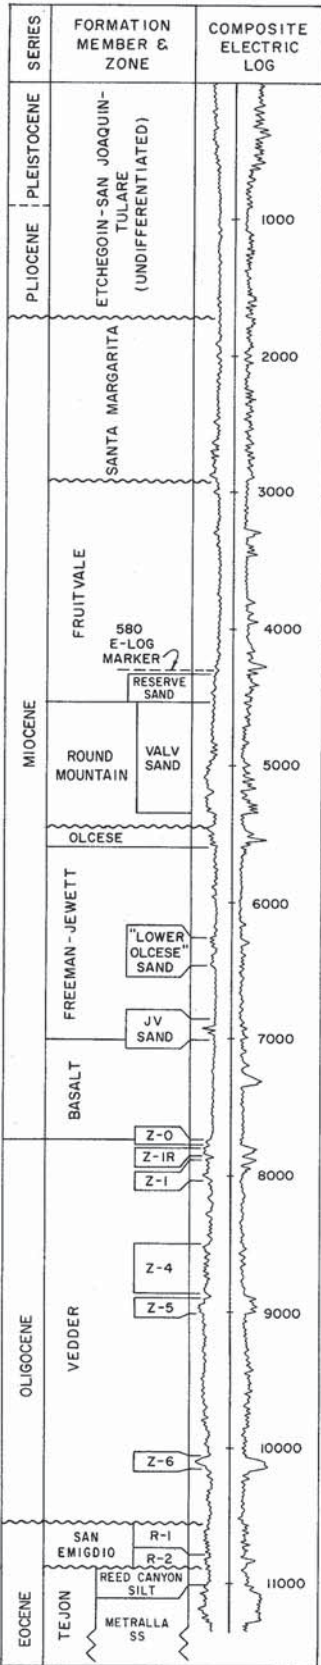 SERIES
FORMATION
MEMBER &
ZONE
COMPOSITE
ELECTRIC
LOG
PLEISTOCENE
PLIOCENE
ETCHEGOIN-SAN JOAQUIN-
TULARE
(UNDIFFERENTIATED)
1000
2000
SANTA MARGARITA
3000
MIOCENE
FRUITVALE
4000
580
E-LOG
MARKER
RESERVE
SAND
ROUND
MOUNTAIN
VALV
SAND
5000
OLCESE
FREEMAN-JEWETT
6000
"LOWER
OLCESE"
SAND
JV
SAND
7000
BASALT
Z-0
Z-1R
Z-1
8000
OLIGOCENE
VEDDER
Z-4
Z-5
9000
10000
Z-6
SAN
EMIGDIO
R-1
R-2
EOCENE
TEJON
REED CANYON
SILT
11000
METRALLA
SS